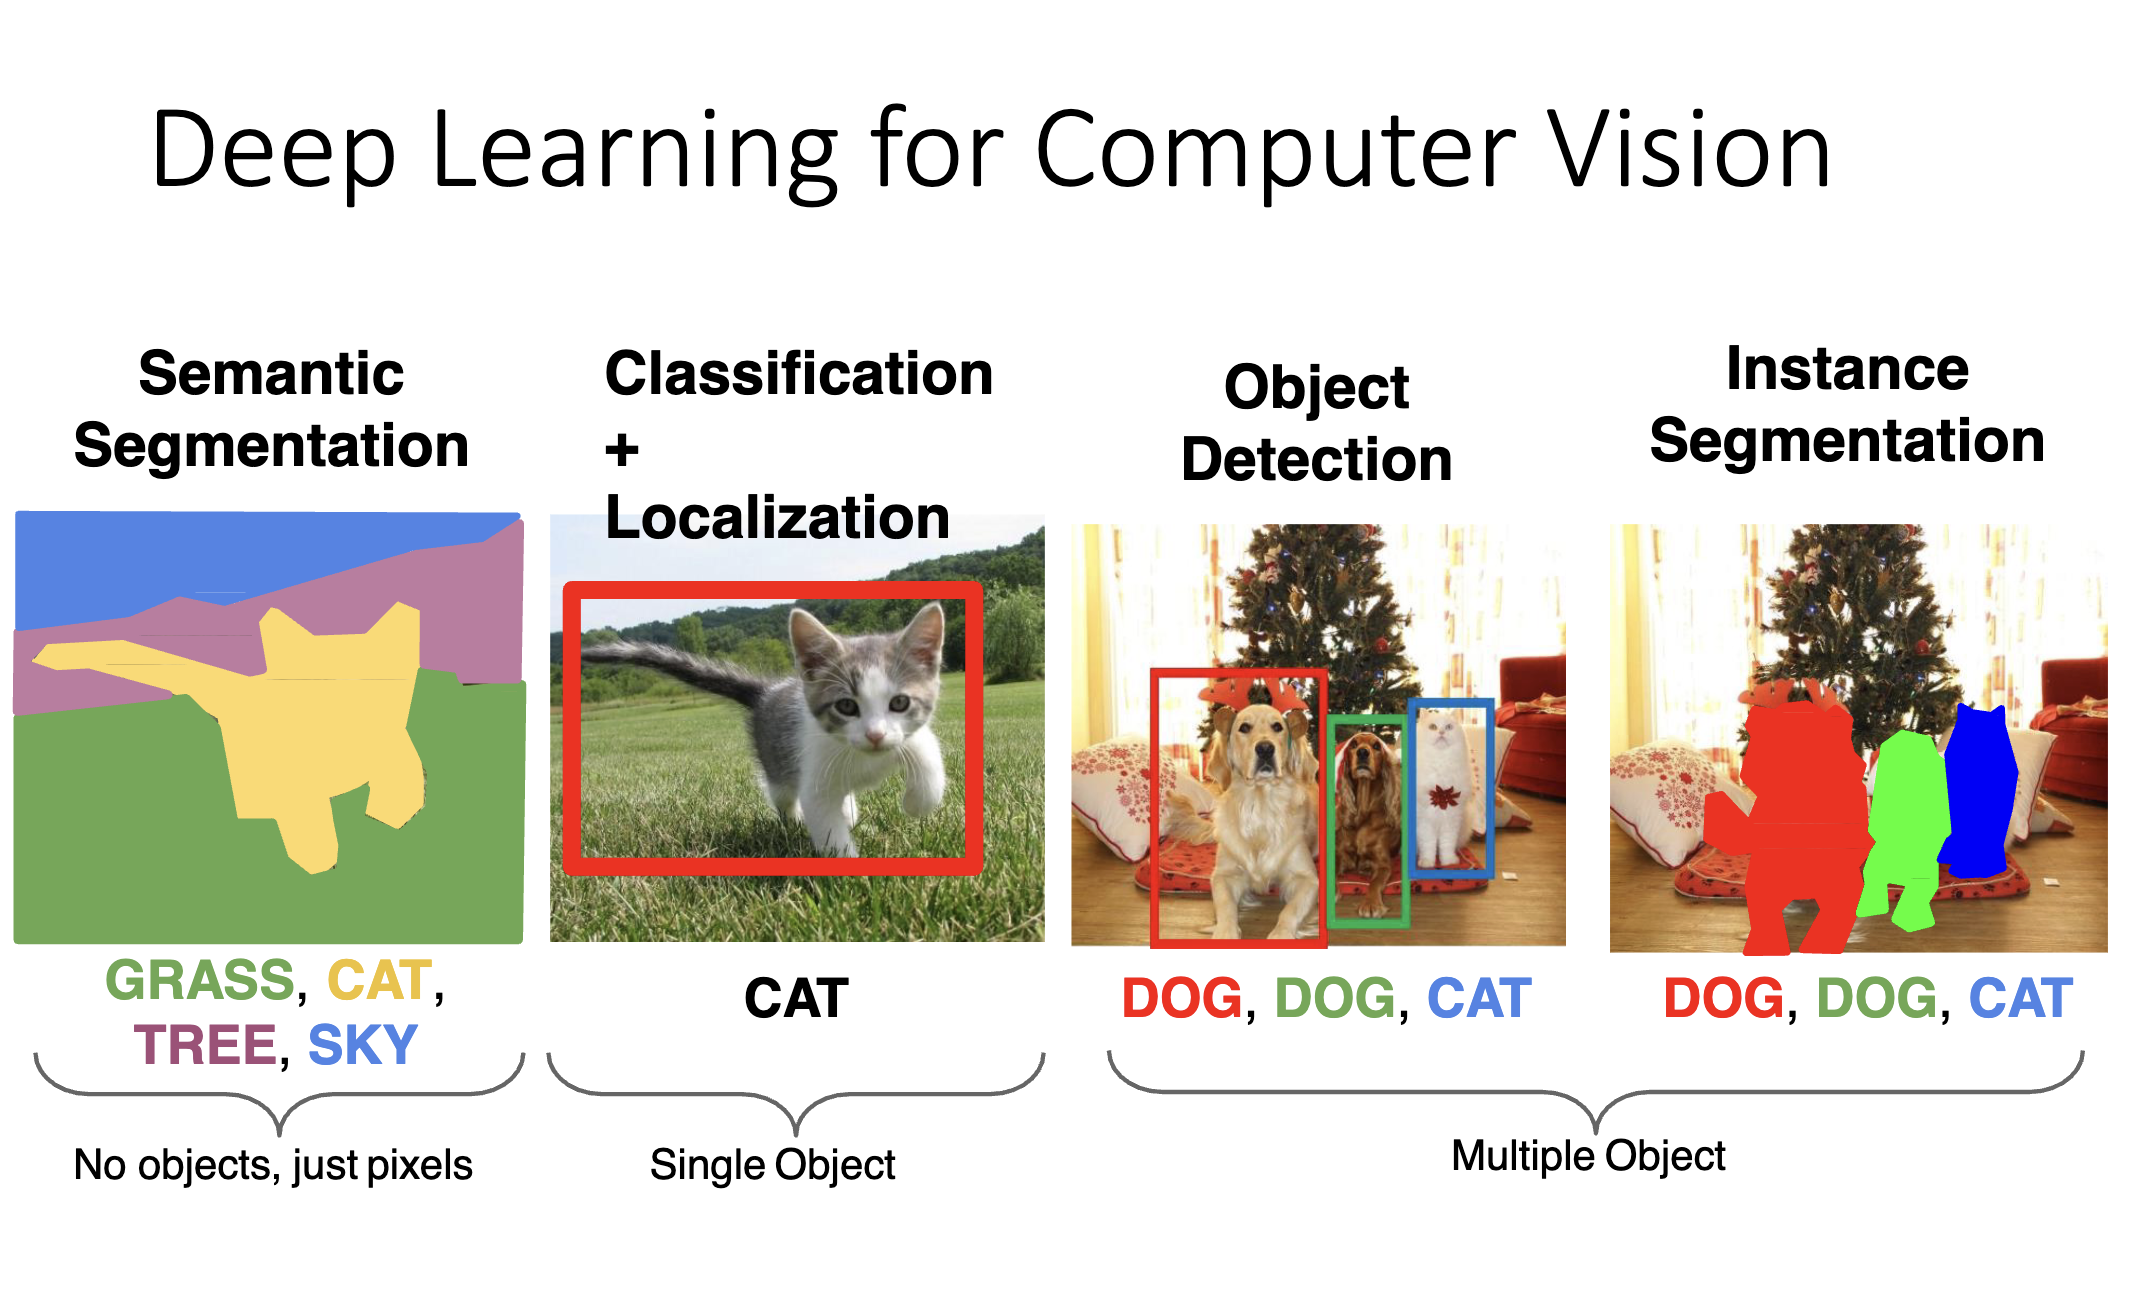 Deep Learning for Computer Vision
Semantic
Segmentation
Classification
+
Localization
Object
Detection
Instance
Segmentation
GRASS, CAT,
TREE, SKY
CAT
DOG, DOG, CAT
DOG, DOG, CAT
No objects, just pixels
Single Object
Multiple Object